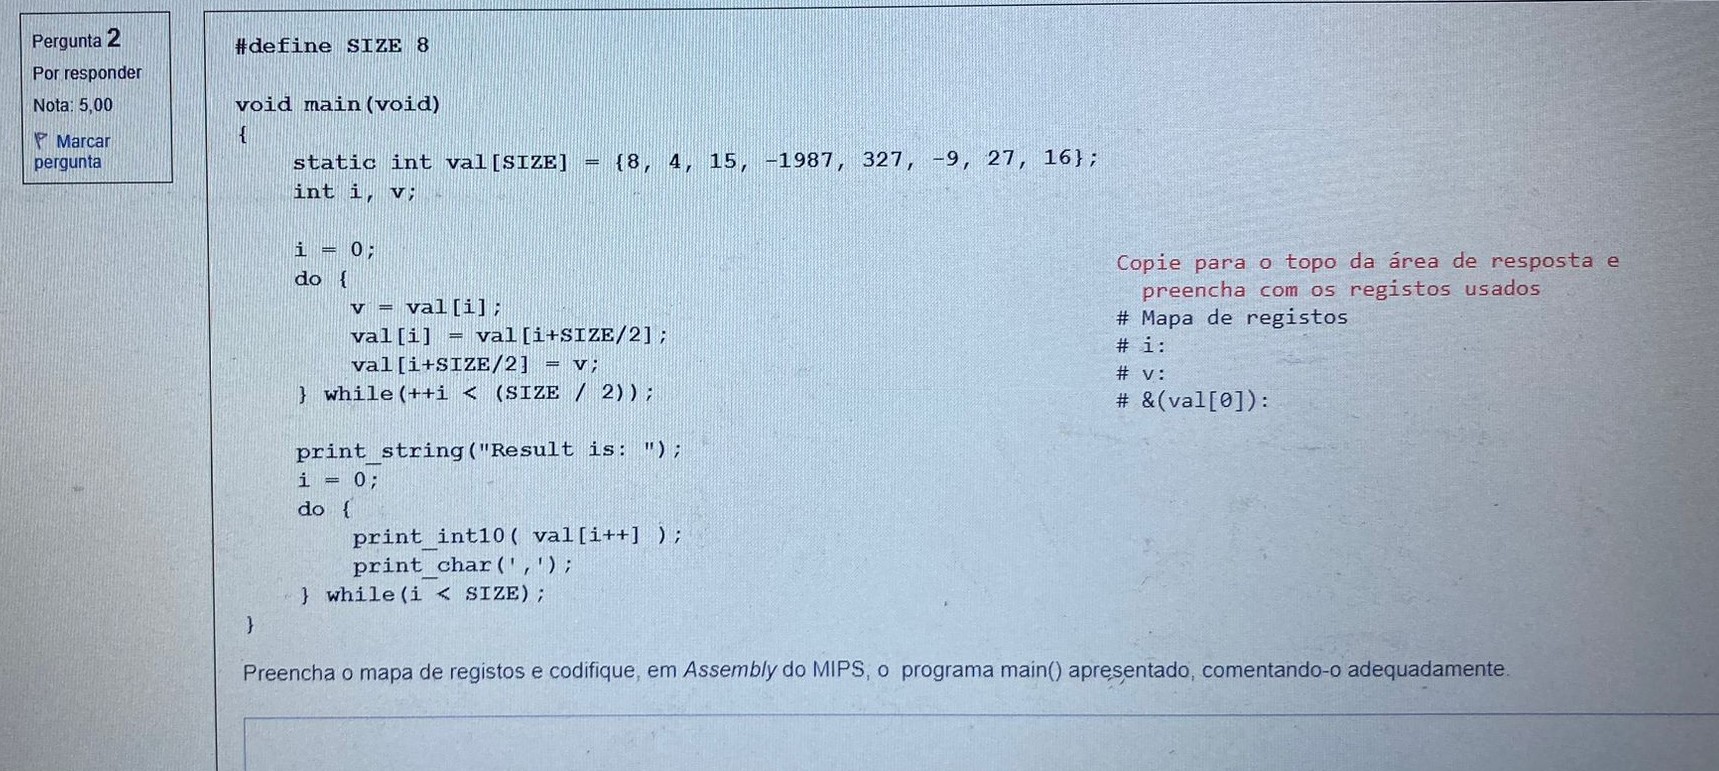 Pergunta 2
Por responder
Nota: 5,00
Marcar
pergunta
#define SIZE 8
void main(void)
{
static int val[SIZE] = {8, 4, 15, -1987, 327, -9, 27, 16};
int i, v;
i = 0;
do {
v = val[i];
val[i] = val[i+SIZE/2];
val[i+SIZE/2] = v;
} while(++i < (SIZE / 2));
print_string("Result is: ");
i = 0;
do {
print_int10( val[i++] );
print_char(',');
} while(i < SIZE);
}
Copie para o topo da área de resposta e
preencha com os registos usados
# Mapa de registos
# i:
# v:
# &(val[0]):
Preencha o mapa de registos e codifique, em Assembly do MIPS, o programa main() apresentado, comentando-o adequadamente.